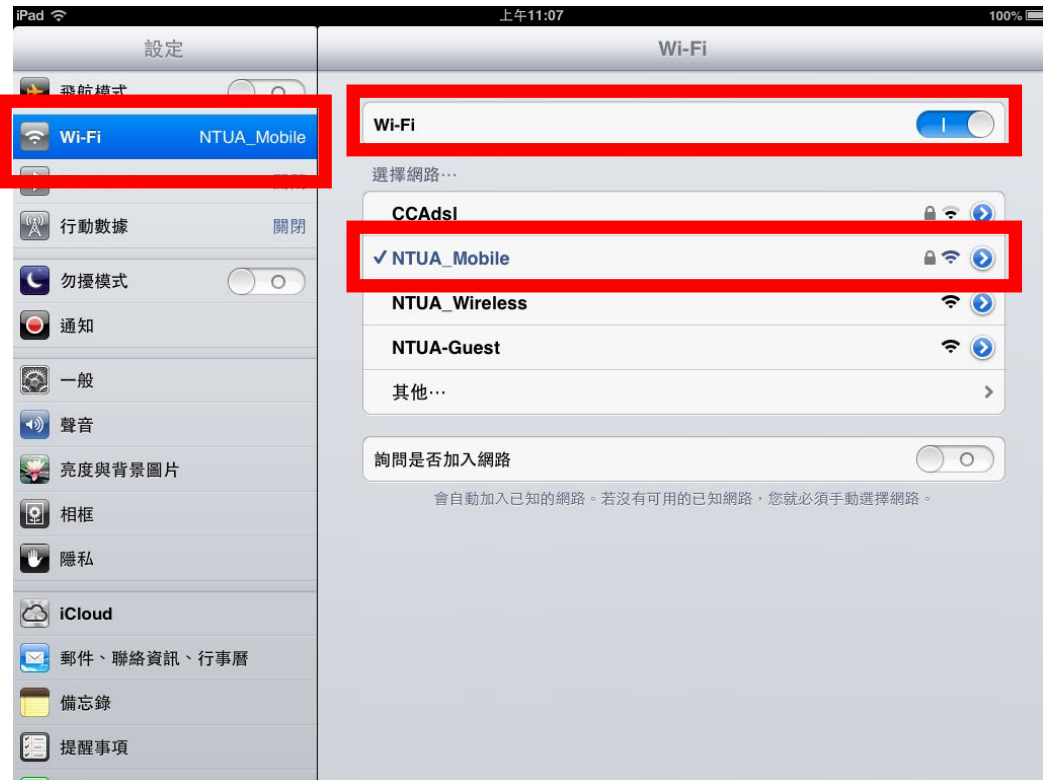 iPad 上午11:07 100%
設定
飛航模式
Wi-Fi NTUA_Mobile
行動數據 關閉
勿擾模式
通知
一般
聲音
亮度與背景圖片
相框
隱私
iCloud
郵件、聯絡資訊、行事曆
備忘錄
提醒事項
Wi-Fi
Wi-Fi
選擇網路…
CCAdsl
✓ NTUA_Mobile
NTUA_Wireless
NTUA-Guest
其他…
詢問是否加入網路
會自動加入已知的網路。若沒有可用的已知網路，您就必須手動選擇網路。